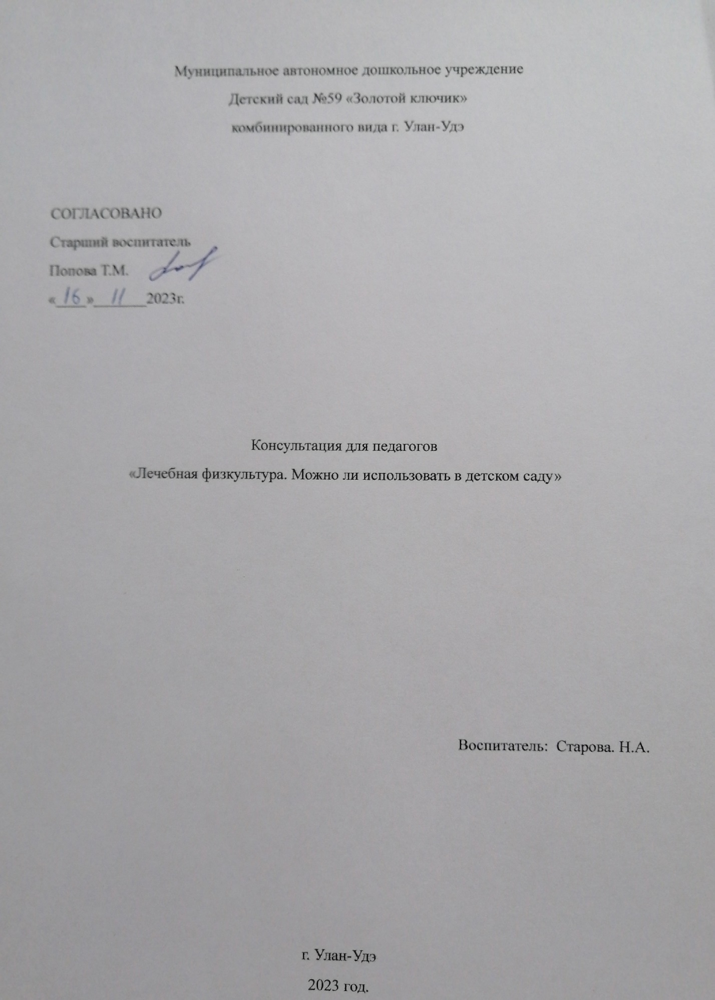 Муниципальное автономное дошкольное учреждение
Детский сад №59 «Золотой ключик»
комбинированного вида г. Улан-Удэ
СОГЛАСОВАНО
Старший воспитатель
Попова Т.М.
«16» 11 2023г.
Консультация для педагогов
«Лечебная физкультура. Можно ли использовать в детском саду»
Воспитатель: Старова. Н.А.
г. Улан-Удэ
2023 год.